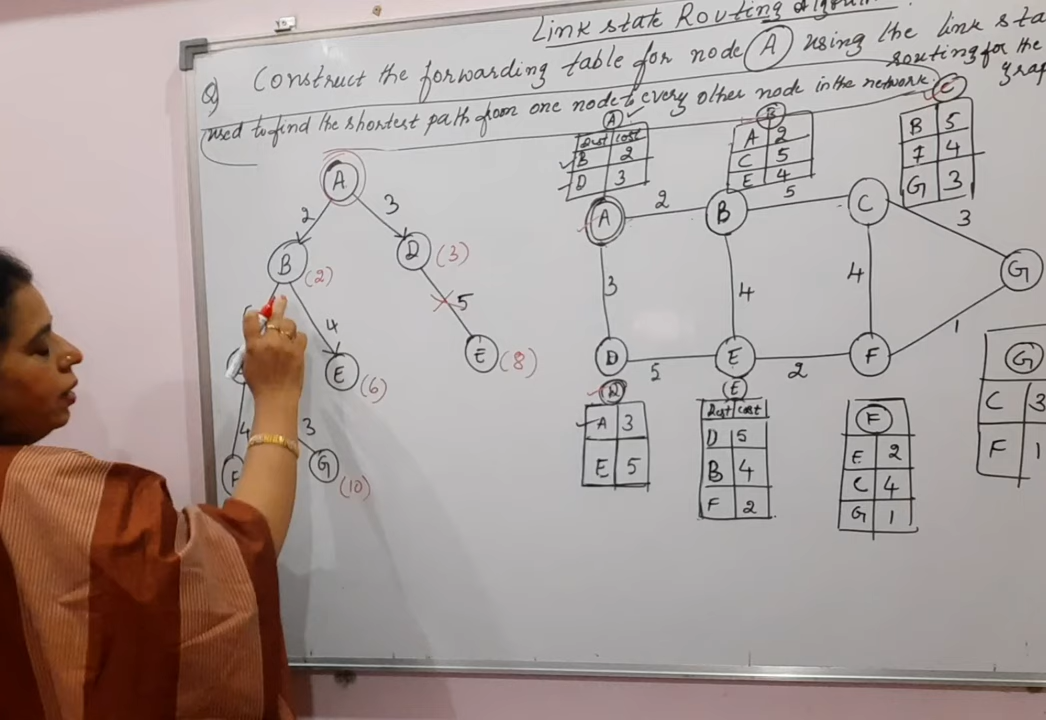 Link state Routing
Q) Construct the forwarding table for node (A) using the link
routing for the
used to find the shortest path from one node to every other node in the network.
A
2
3
B
(2)
D
(3)
4
5
E
(6)
E
(8)
4
3
F
G
(10)
A
Dest cost
B 2
D 3
B
A 2
C 5
E 4
C
B 5
F 4
G 3
A 2 B 5 C
3
G
3
4
4
1
D 5 E 2 F
D
A 3
E 5
E
Dest cost
D 5
B 4
F 2
F
E 2
C 4
G 1
G
C 3
F 1